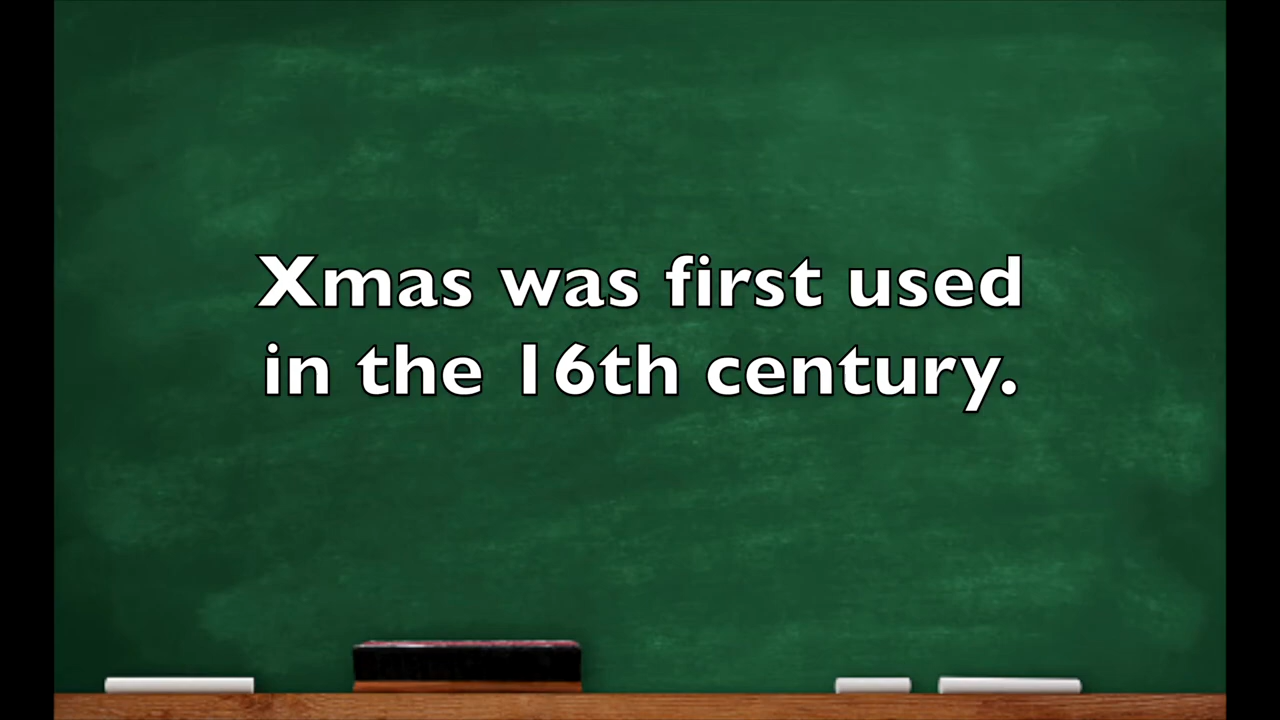 Xmas was first used
in the 16th century.